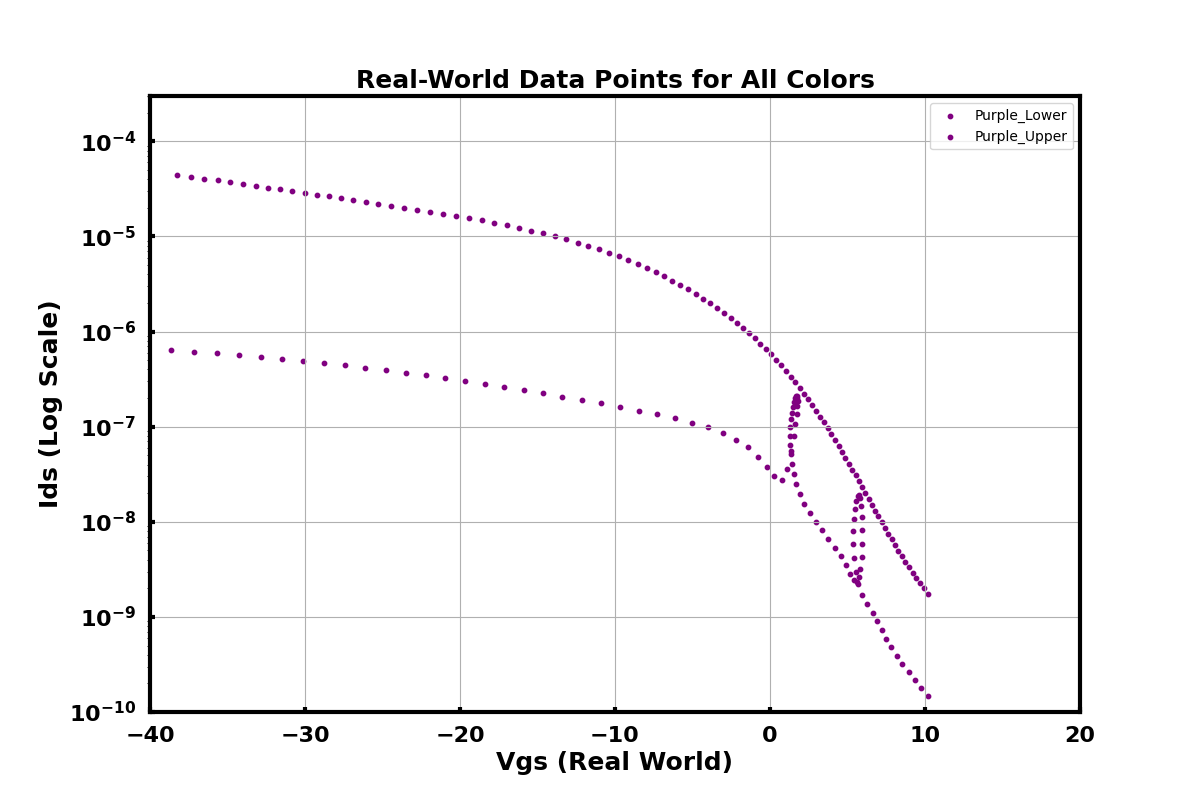 Real-World Data Points for All Colors
Purple_Lower
Purple_Upper
Ids (Log Scale)
10⁻⁴
10⁻⁵
10⁻⁶
10⁻⁷
10⁻⁸
10⁻⁹
10⁻¹⁰
−40 −30 −20 −10 0 10 20
Vgs (Real World)